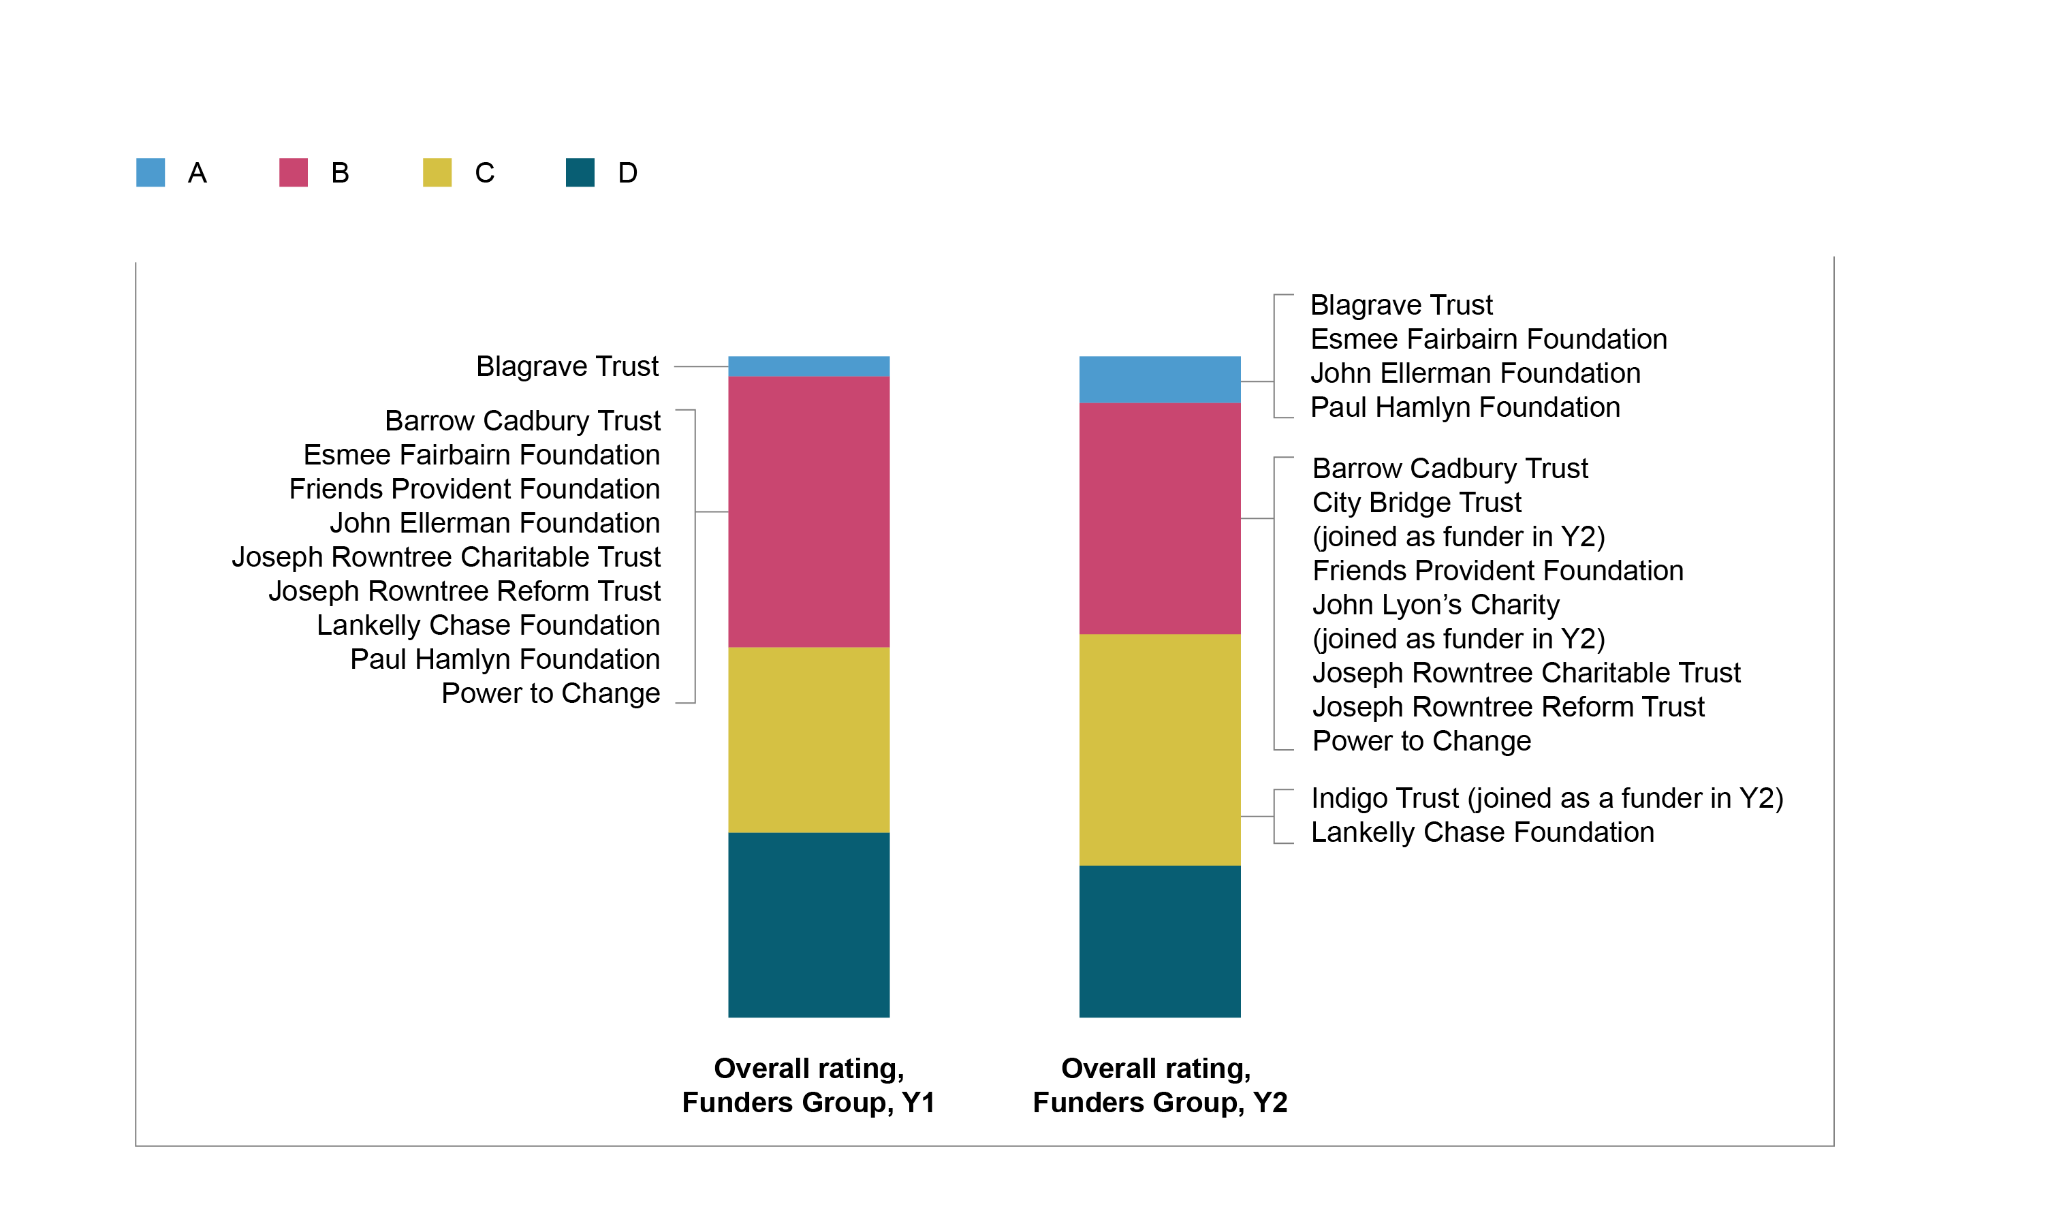 A
B
C
D
Blagrave Trust
Barrow Cadbury Trust
Esmee Fairbairn Foundation
Friends Provident Foundation
John Ellerman Foundation
Joseph Rowntree Charitable Trust
Joseph Rowntree Reform Trust
Lankelly Chase Foundation
Paul Hamlyn Foundation
Power to Change
Blagrave Trust
Esmee Fairbairn Foundation
John Ellerman Foundation
Paul Hamlyn Foundation
Barrow Cadbury Trust
City Bridge Trust
(joined as funder in Y2)
Friends Provident Foundation
John Lyon’s Charity
(joined as funder in Y2)
Joseph Rowntree Charitable Trust
Joseph Rowntree Reform Trust
Power to Change
Indigo Trust (joined as a funder in Y2)
Lankelly Chase Foundation
Overall rating,
Funders Group, Y1
Overall rating,
Funders Group, Y2